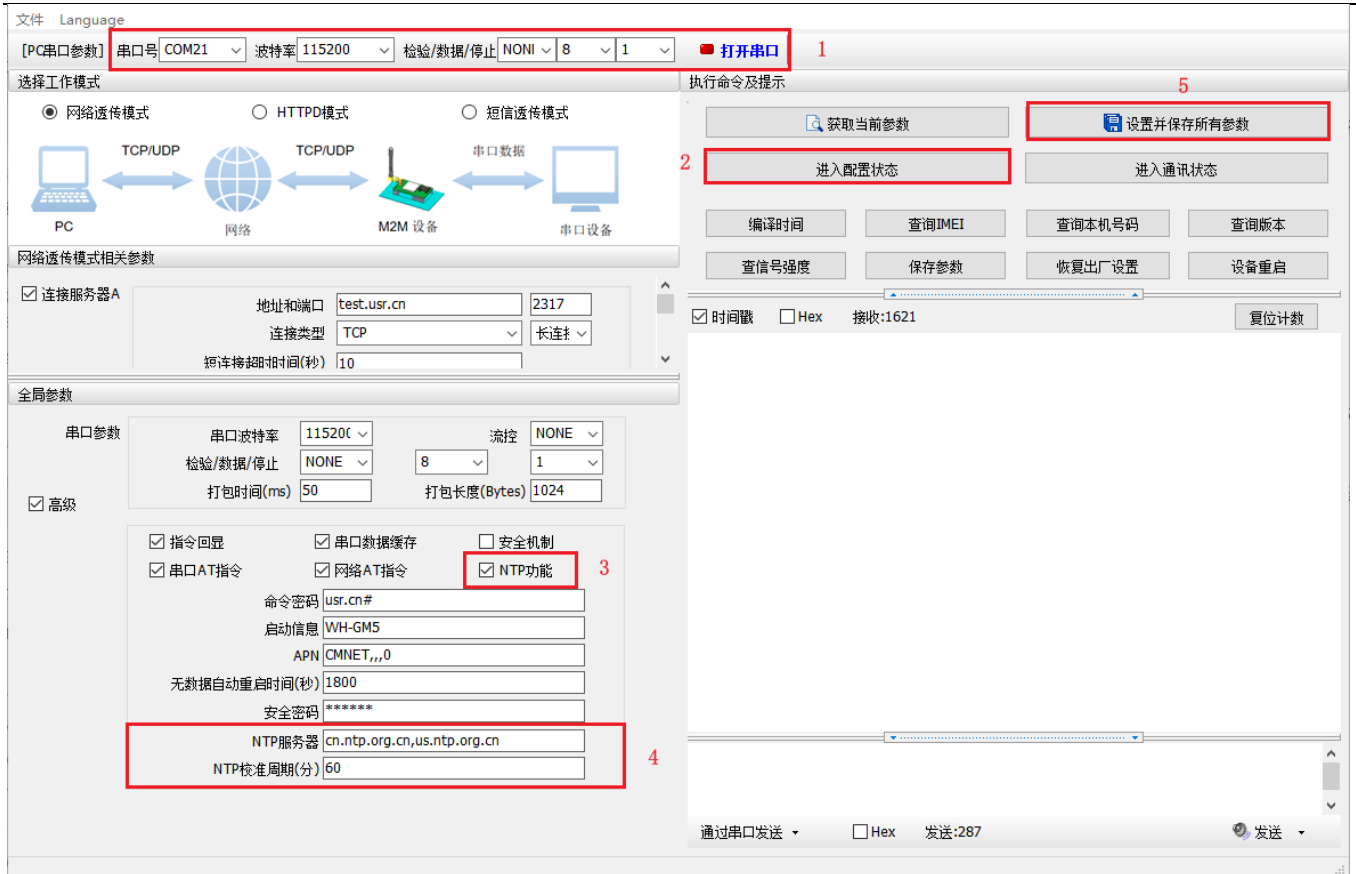 文件 Language
[PC串口参数] 串口号 COM21 波特率 115200 检验/数据/停止 NONI 8 1 打开串口 1
选择工作模式
网络透传模式 HTTPD模式 短信透传模式
TCP/UDP TCP/UDP 串口数据
PC 网络 M2M 设备 串口设备
网络透传模式相关参数
连接服务器A
地址和端口 test.usr.cn 2317
连接类型 TCP 长连接
短连接超时时间(秒) 10
全局参数
串口参数
串口波特率 115200 流控 NONE
检验/数据/停止 NONE 8 1
打包时间(ms) 50 打包长度(Bytes) 1024
高级
指令回显 串口数据缓存 安全机制
串口AT指令 网络AT指令 NTP功能 3
命令密码 usr.cn#
启动信息 WH-GM5
APN CMNET,,,0
无数据自动重启时间(秒) 1800
安全密码 ******
NTP服务器 cn.ntp.org.cn,us.ntp.org.cn
NTP校准周期(分) 60
4
执行命令及提示
5
获取当前参数 设置并保存所有参数
2 进入配置状态 进入通讯状态
编译时间 查询IMEI 查询本机号码 查询版本
查信号强度 保存参数 恢复出厂设置 设备重启
时间戳 Hex 接收:1621 复位计数
通过串口发送 Hex 发送:287 发送